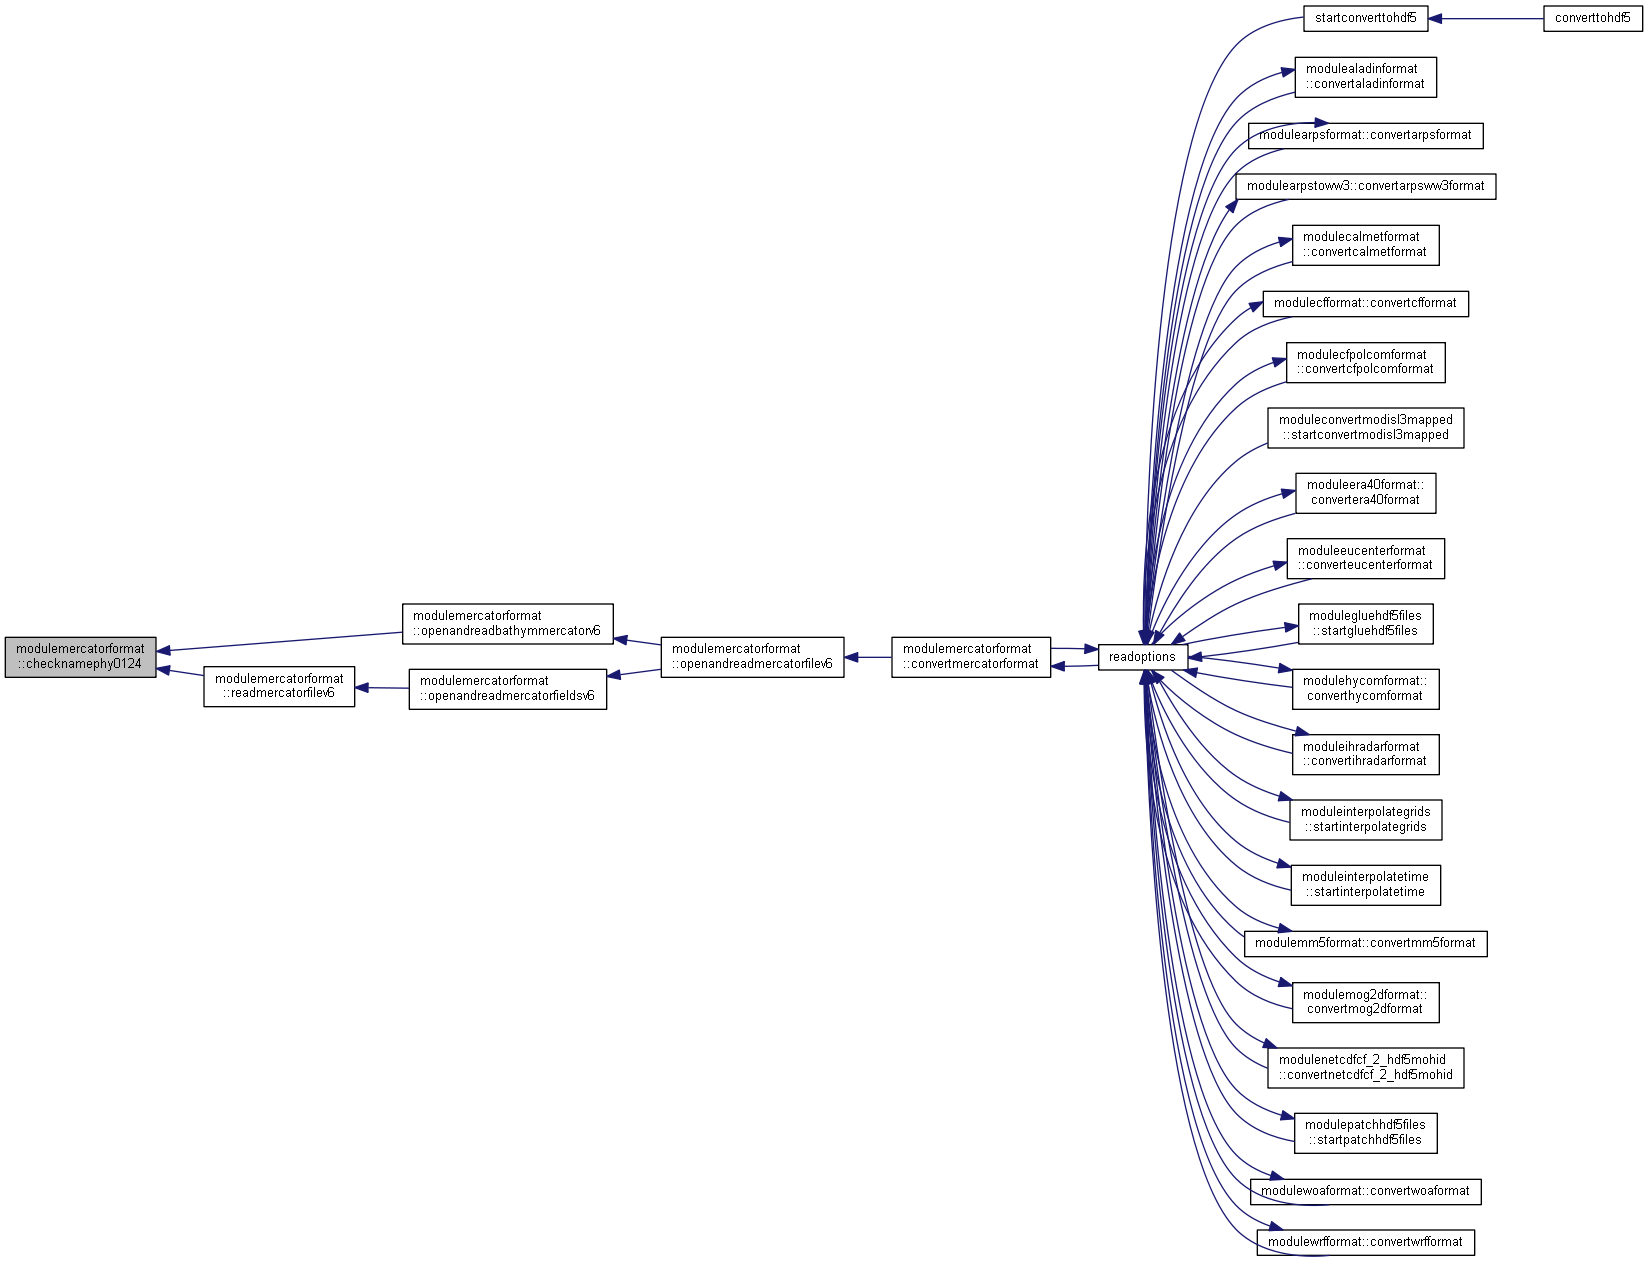 modulemercatorformat
::checknamephy0124
modulemercatorformat
::openandreadbathymmercatorv6
modulemercatorformat
::readmercatorfilev6
modulemercatorformat
::openandreadmercatorfieldsv6
modulemercatorformat
::openandreadmercatorfilev6
modulemercatorformat
::convertmercatorformat
readoptions
startconverttohdf5
converttohdf5
modulealadinformat
::convertaladinformat
modulearpsformat::convertarpsformat
modulearpstoww3::convertarpsww3format
modulecalmetformat
::convertcalmetformat
modulecfformat::convertcfformat
modulecfpolcomformat
::convertcfpolcomformat
moduleconvertmodisl3mapped
::startconvertmodisl3mapped
moduleera40format::
convertera40format
moduleeucenterformat
::converteucenterformat
modulegluehdf5files
::startgluehdf5files
modulehycomformat::
converthycomformat
moduleihradarformat
::convertihradarformat
moduleinterpolategrids
::startinterpolategrids
moduleinterpolatetime
::startinterpolatetime
modulemm5format::convertmm5format
modulemog2dformat::
convertmog2dformat
modulenetcdfcf_2_hdf5mohid
::convertnetcdfcf_2_hdf5mohid
modulepatchhdf5files
::startpatchhdf5files
modulewoaformat::convertwoaformat
modulewrfformat::convertwrfformat